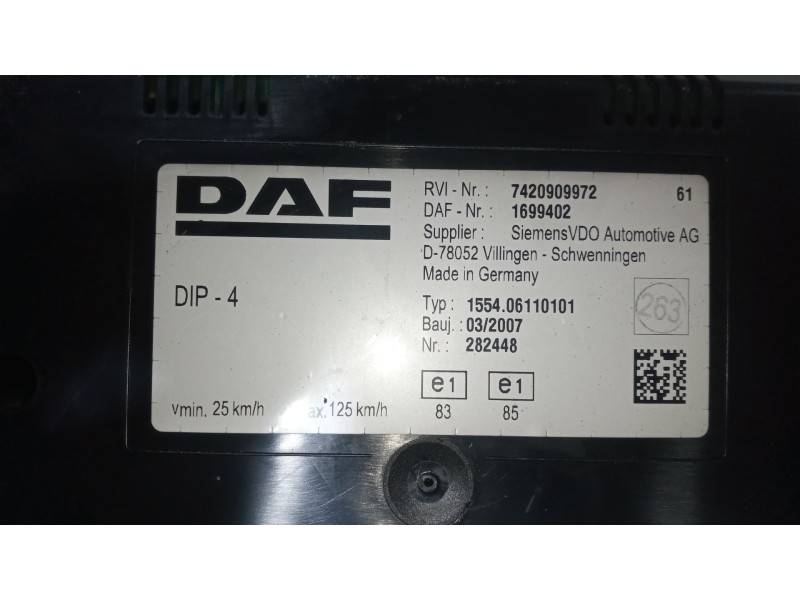 DAF
RVI - Nr. : 7420909972 61
DAF - Nr. : 1699402
Supplier : SiemensVDO Automotive AG
D-78052 Villingen - Schwenningen
Made in Germany
DIP - 4
Typ : 1554.06110101
Bauj. : 03/2007
Nr. : 282448
263
e1 e1
83 85
vmin. 25 km/h ax. 125 km/h